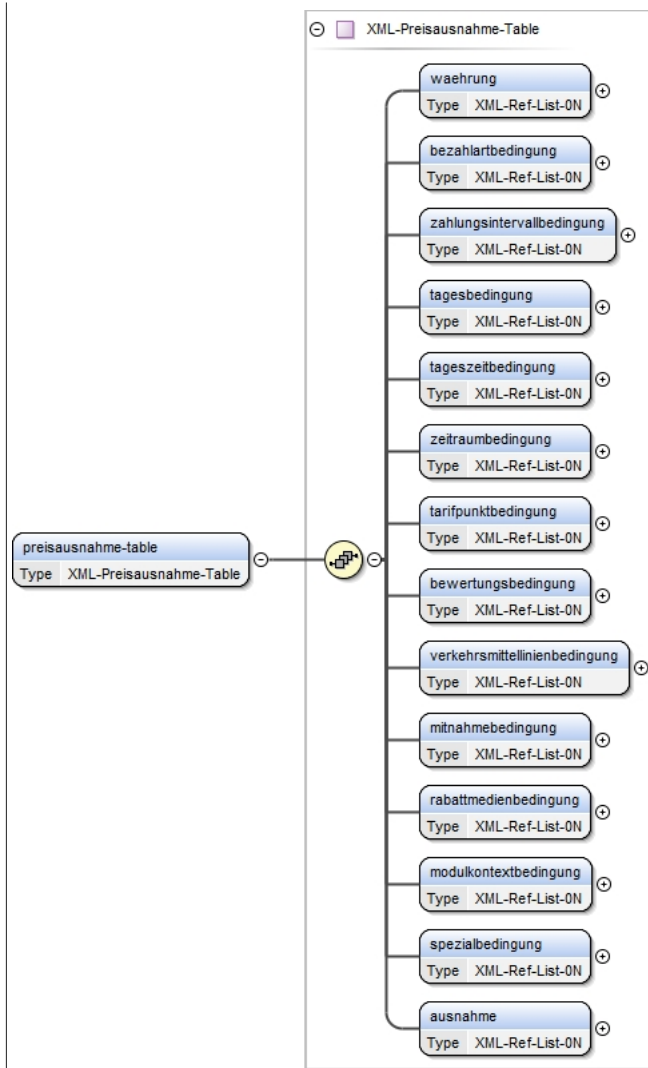 XML-Preisausnahme-Table
waehrung
Type XML-Ref-List-0N
bezahlartbedingung
Type XML-Ref-List-0N
zahlungsintervallbedingung
Type XML-Ref-List-0N
tagesbedingung
Type XML-Ref-List-0N
tageszeitbedingung
Type XML-Ref-List-0N
zeitraumbedingung
Type XML-Ref-List-0N
tarifpunktbedingung
Type XML-Ref-List-0N
preisausnahme-table
Type XML-Preisausnahme-Table
bewertungsbedingung
Type XML-Ref-List-0N
verkehrsmittellinienbedingung
Type XML-Ref-List-0N
mitnahmebedingung
Type XML-Ref-List-0N
rabattmedienbedingung
Type XML-Ref-List-0N
modulkontextbedingung
Type XML-Ref-List-0N
spezialbedingung
Type XML-Ref-List-0N
ausnahme
Type XML-Ref-List-0N